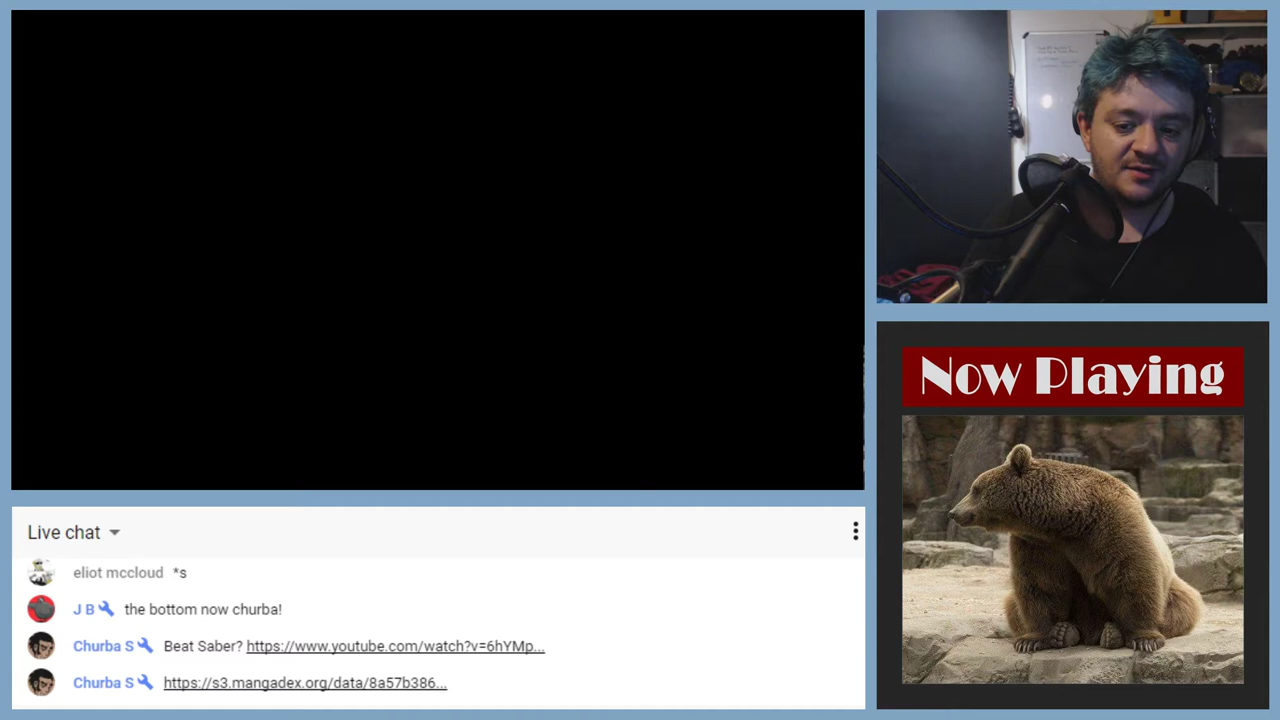 Now Playing
Live chat
eliot mccloud *s
J B the bottom now churba!
Churba S Beat Saber? https://www.youtube.com/watch?v=6hYMp...
Churba S https://s3.mangadex.org/data/8a57b386...